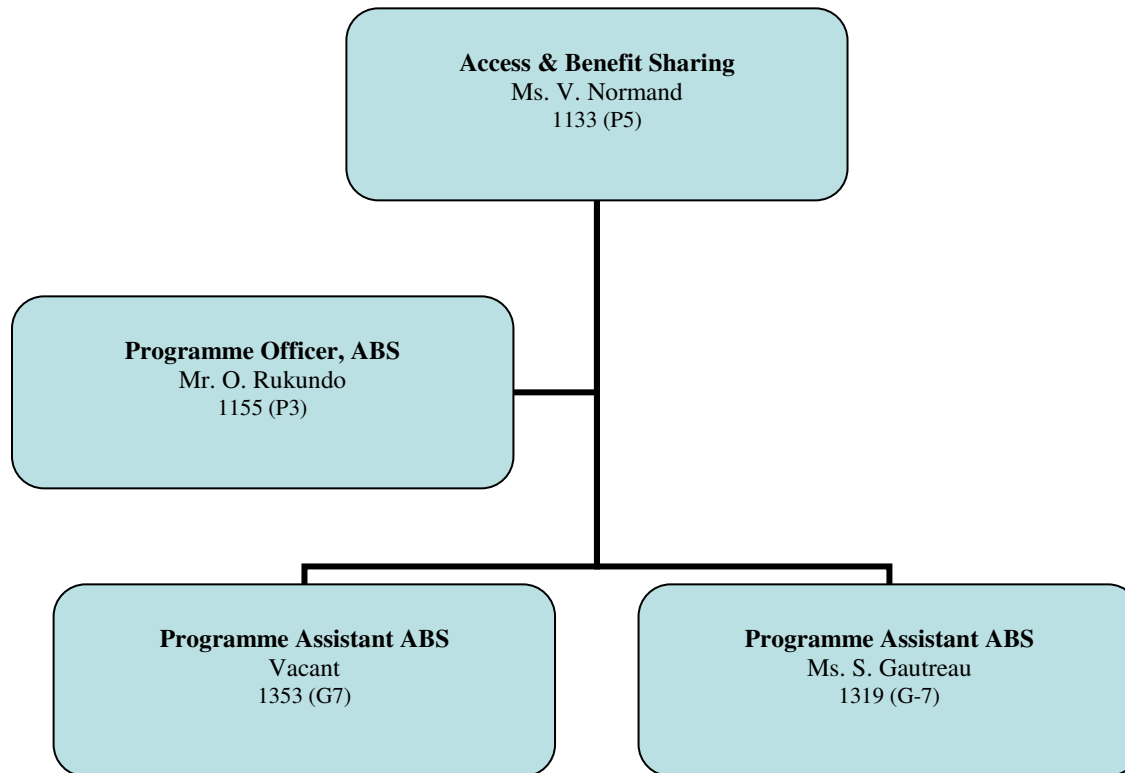 Access & Benefit Sharing
Ms. V. Normand
1133 (P5)
Programme Officer, ABS
Mr. O. Rukundo
1155 (P3)
Programme Assistant ABS
Vacant
1353 (G7)
Programme Assistant ABS
Ms. S. Gautreau
1319 (G-7)